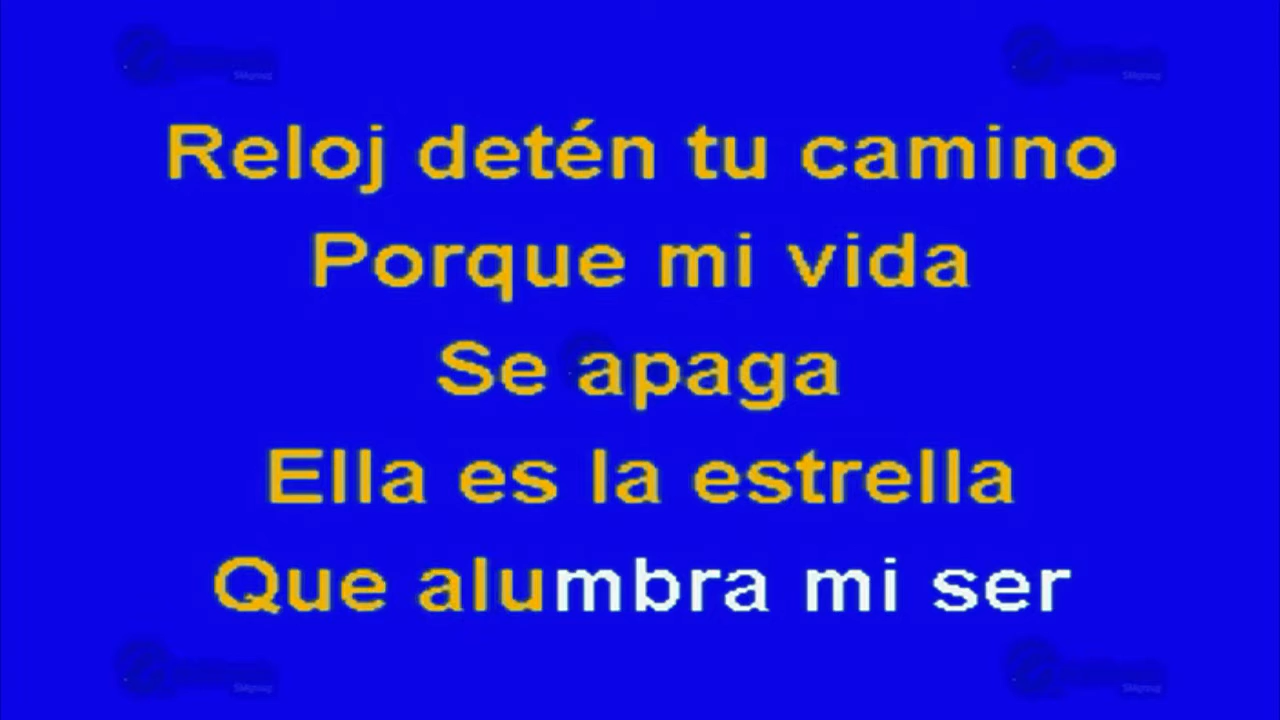 Reloj detén tu camino
Porque mi vida
Se apaga
Ella es la estrella
Que alumbra mi ser